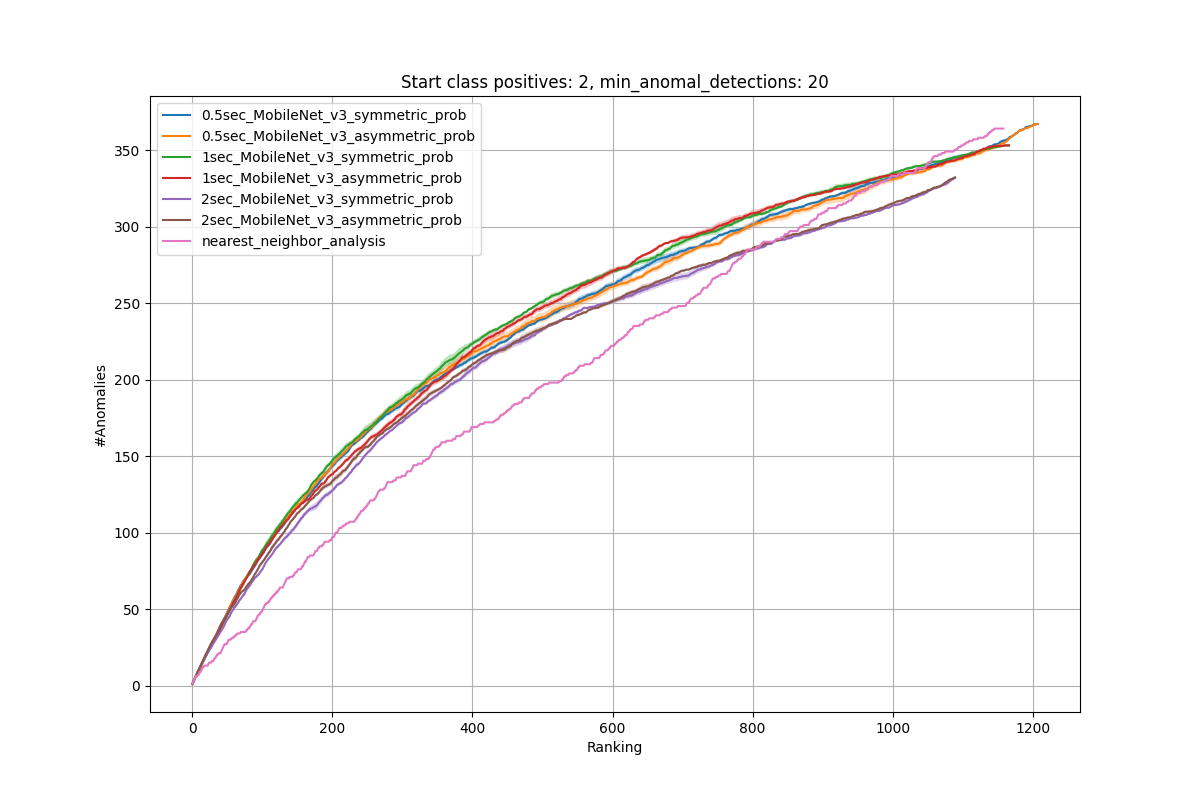 Start class positives: 2, min_anomal_detections: 20
0.5sec_MobileNet_v3_symmetric_prob
0.5sec_MobileNet_v3_asymmetric_prob
1sec_MobileNet_v3_symmetric_prob
1sec_MobileNet_v3_asymmetric_prob
2sec_MobileNet_v3_symmetric_prob
2sec_MobileNet_v3_asymmetric_prob
nearest_neighbor_analysis
350
300
250
200
150
100
50
0
#Anomalies
0 200 400 600 800 1000 1200
Ranking